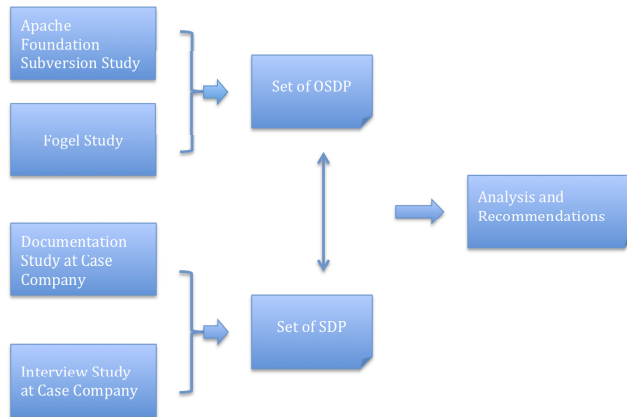 Apache
Foundation
Subversion Study
Fogel Study
Set of OSDP
Analysis and
Recommendations
Documentation
Study at Case
Company
Interview Study
at Case Company
Set of SDP